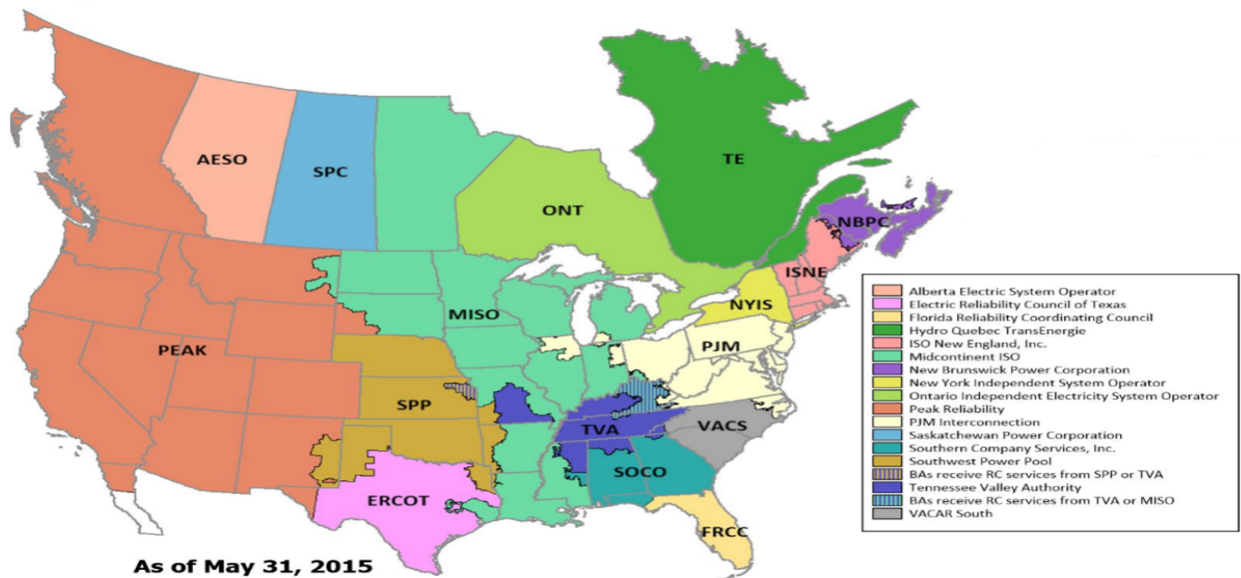 TE
AESO
SPC
ONT
NBPC
ISNE
NYIS
MISO
PEAK
PJM
SPP
TVA
VACS
SOCO
ERCOT
FRCC
As of May 31, 2015
Alberta Electric System Operator
Electric Reliability Council of Texas
Florida Reliability Coordinating Council
Hydro Quebec TransEnergie
ISO New England, Inc.
Midcontinent ISO
New Brunswick Power Corporation
New York Independent System Operator
Ontario Independent Electricity System Operator
Peak Reliability
PJM Interconnection
Saskatchewan Power Corporation
Southern Company Services, Inc.
Southwest Power Pool
BAs receive RC services from SPP or TVA
Tennessee Valley Authority
BAs receive RC services from TVA or MISO
VACAR South